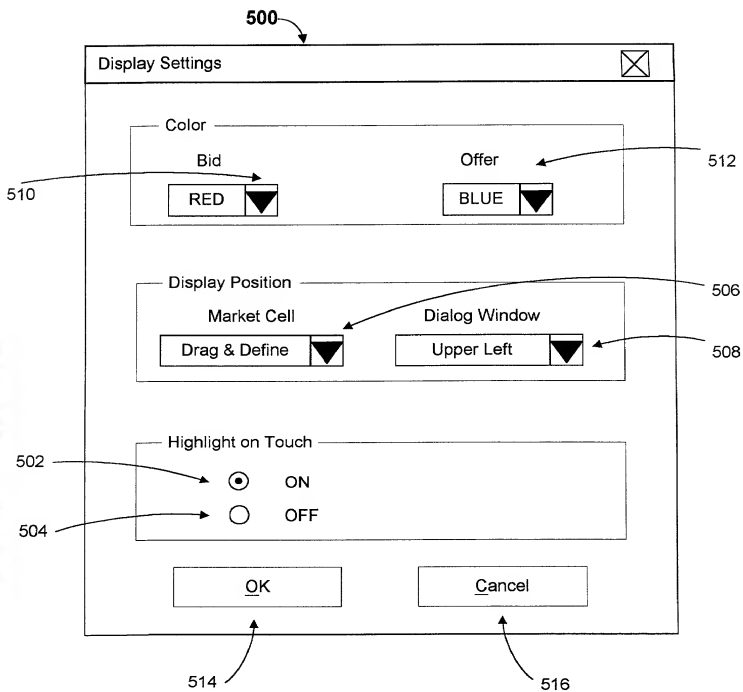 500
Display Settings
Color
Bid
Offer
512
510
RED
BLUE
Display Position
506
Market Cell
Dialog Window
Drag & Define
Upper Left
508
Highlight on Touch
502
ON
504
OFF
OK
Cancel
514
516